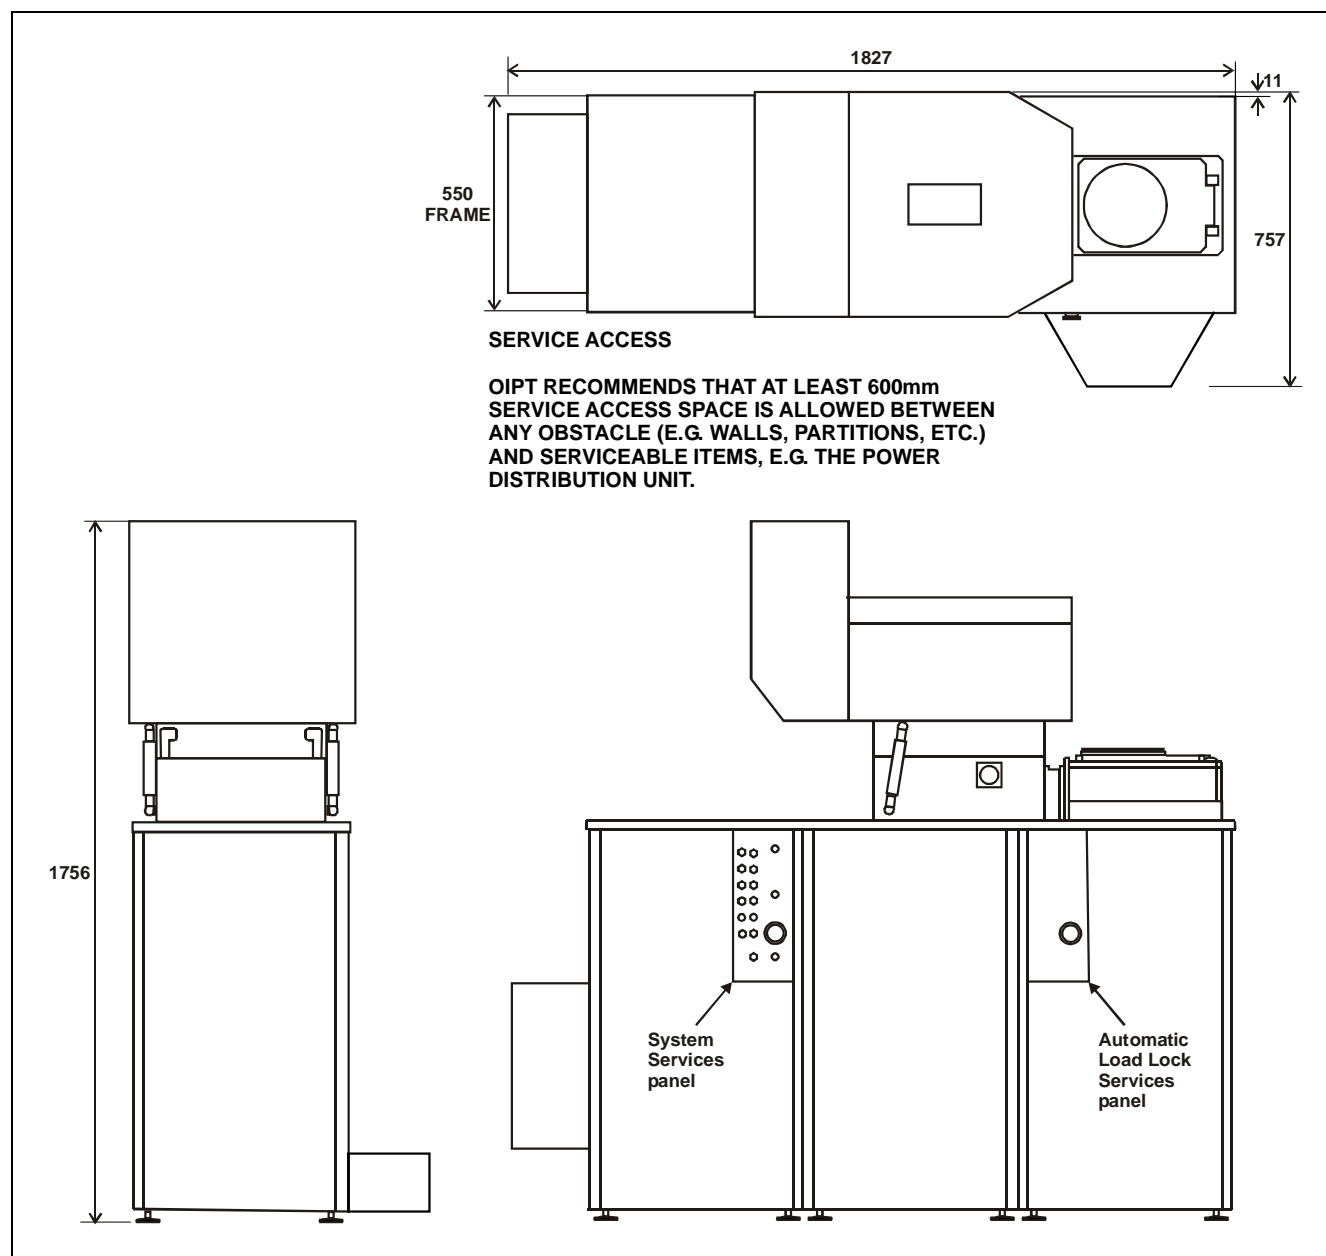 1827
11
550
FRAME
757
SERVICE ACCESS
OIPT RECOMMENDS THAT AT LEAST 600mm
SERVICE ACCESS SPACE IS ALLOWED BETWEEN
ANY OBSTACLE (E.G. WALLS, PARTITIONS, ETC.)
AND SERVICEABLE ITEMS, E.G. THE POWER
DISTRIBUTION UNIT.
1756
System
Services
panel
Automatic
Load Lock
Services
panel